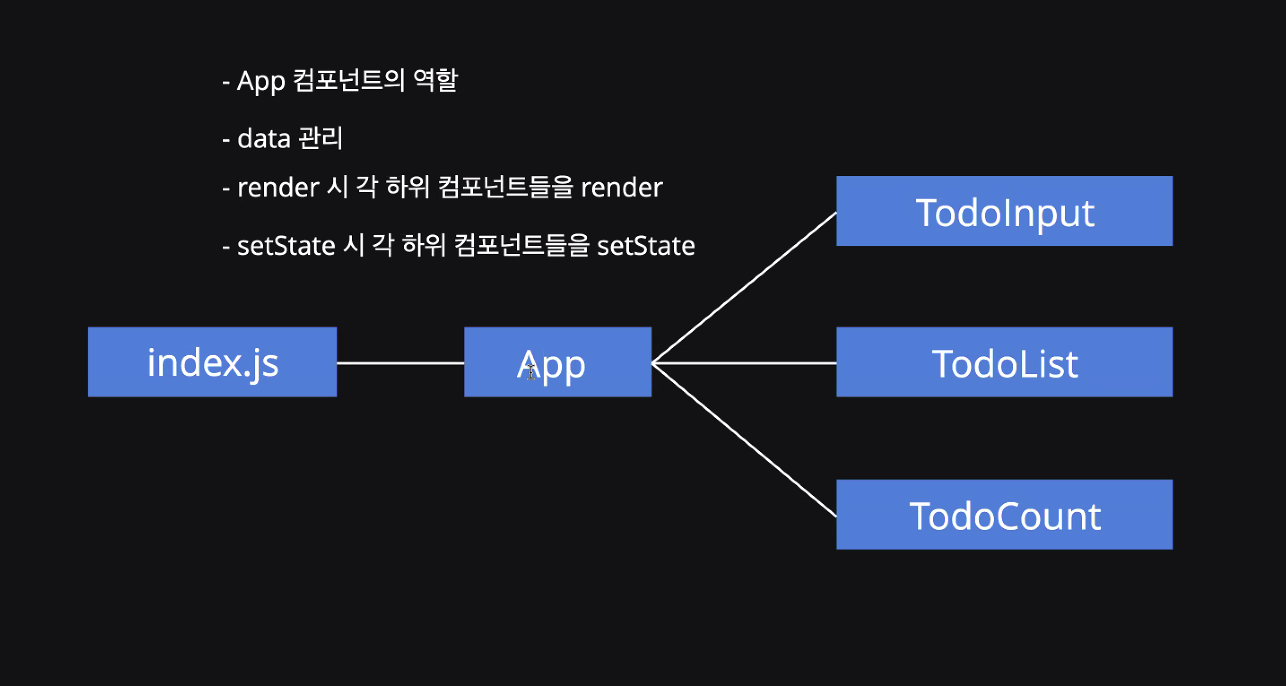 - App 컴포넌트의 역할
- data 관리
- render 시 각 하위 컴포넌트들을 render
- setState 시 각 하위 컴포넌트들을 setState
TodoInput
index.js
App
TodoList
TodoCount